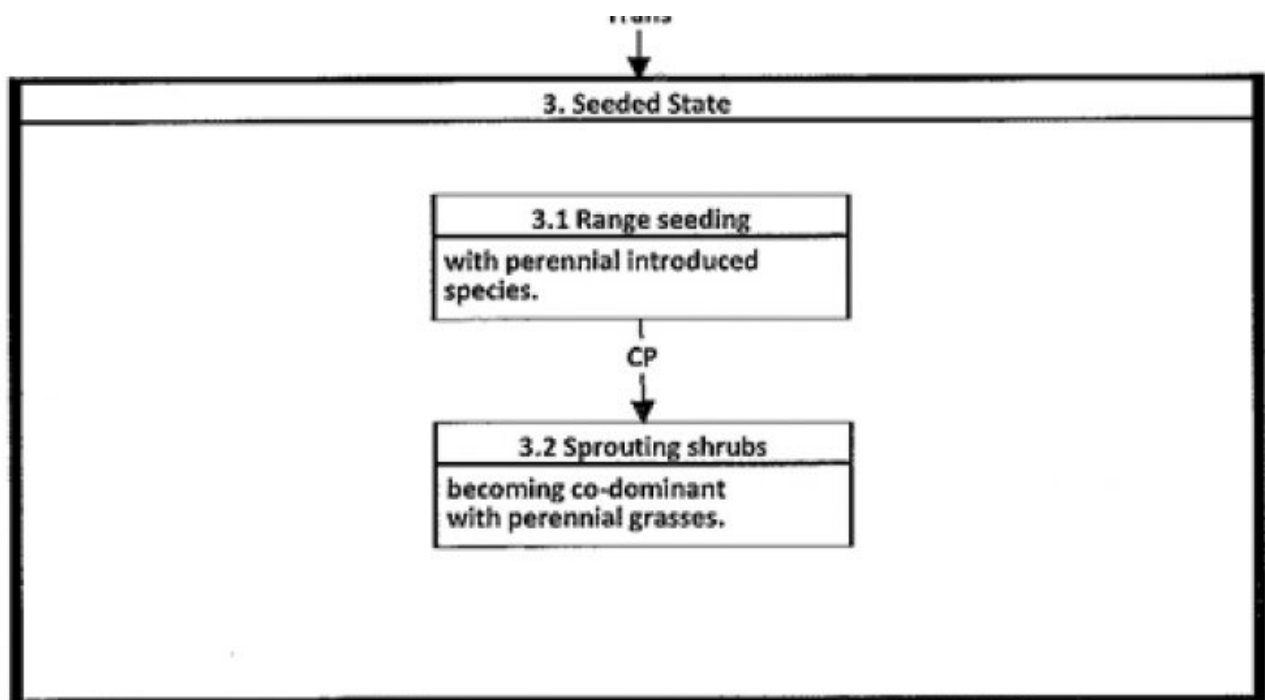 3. Seeded State
3.1 Range seeding
with perennial introduced
species.
CP
3.2 Sprouting shrubs
becoming co-dominant
with perennial grasses.